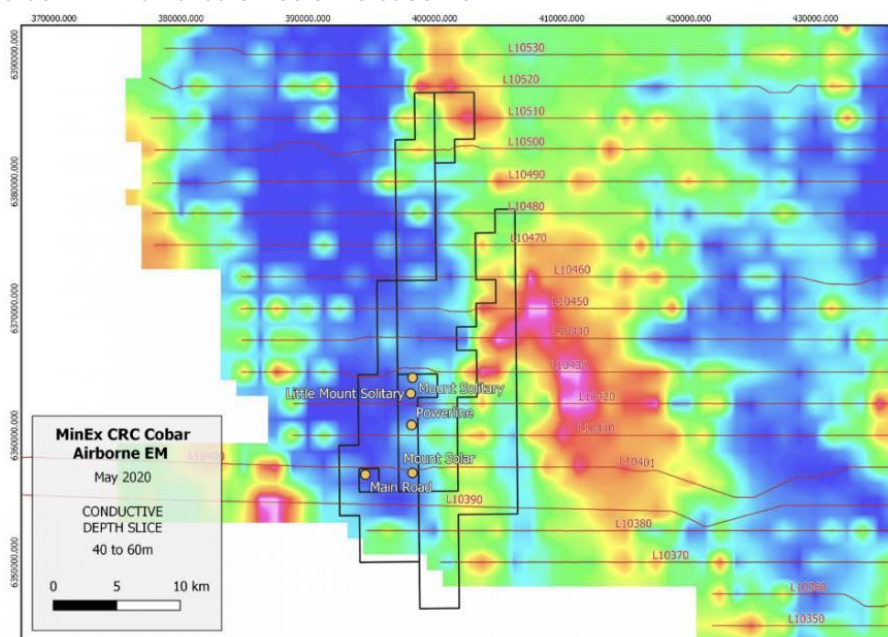 370000.000 380000.000 390000.000 400000.000 410000.000 420000.000 430000.000
6390000.000
6380000.000
6370000.000
6360000.000
6350000.000
L10530
L10520
L10510
L10500
L10490
L10480
L10470
L10460
L10450
L10440
L10430
L10420
L10410
L10401
L10390
L10380
L10370
L10360
L10350
Mount Solitary
Little Mount Solitary
Powerline
Mount Solar
Main Road
MinEx CRC Cobar
Airborne EM
May 2020
CONDUCTIVE
DEPTH SLICE
40 to 60m
0 5 10 km